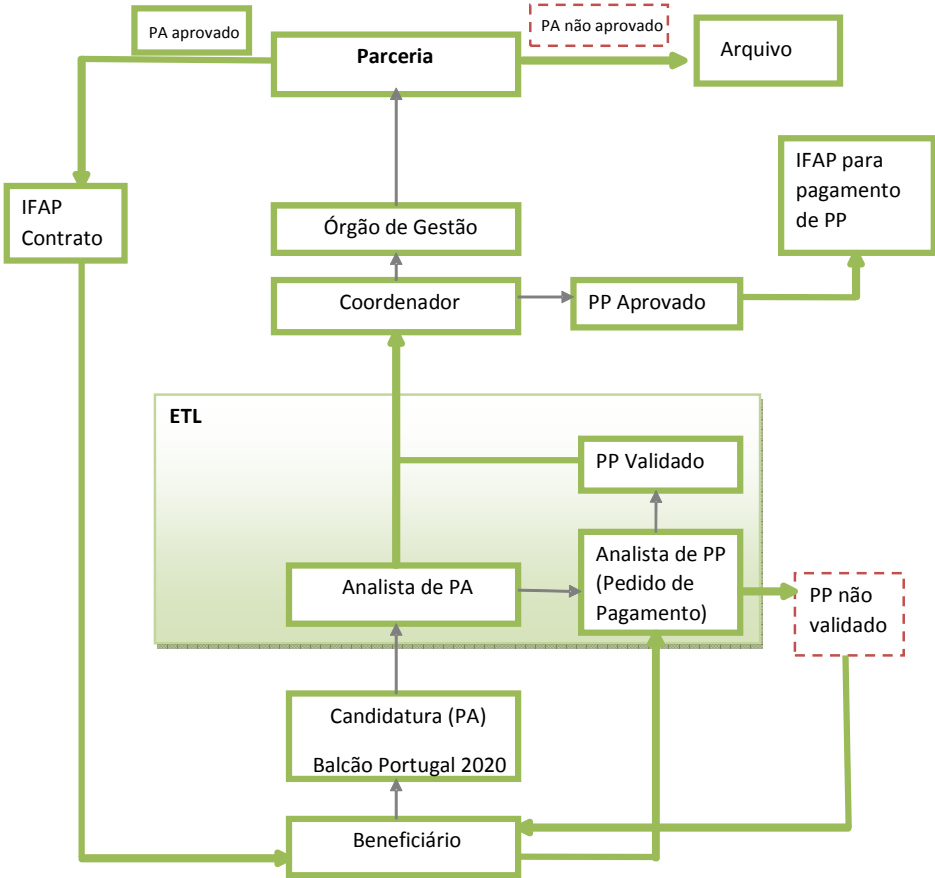 PA aprovado
Parceria
PA não aprovado
Arquivo
IFAP para
pagamento
de PP
IFAP
Contrato
Órgão de Gestão
Coordenador
PP Aprovado
ETL
PP Validado
Analista de PA
Analista de PP
(Pedido de
Pagamento)
PP não
validado
Candidatura (PA)
Balcão Portugal 2020
Beneficiário